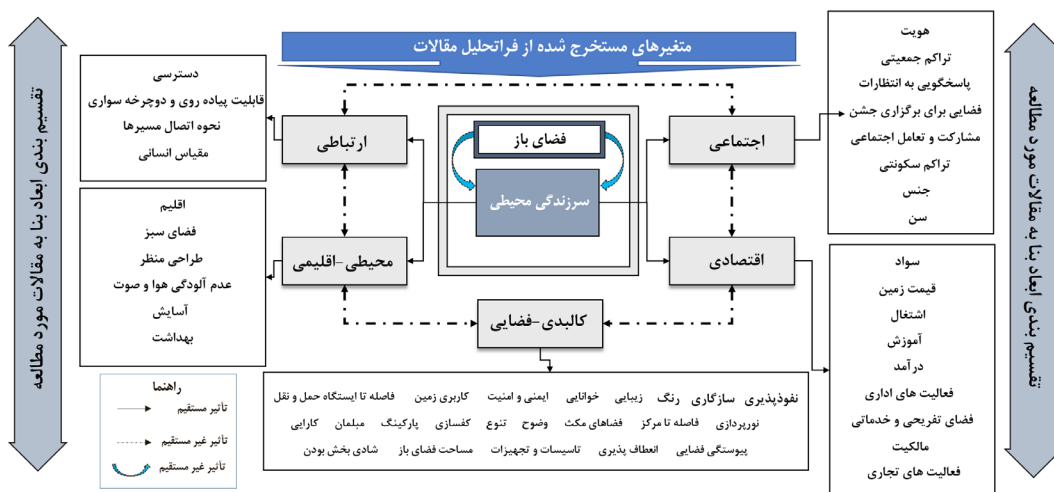 متغیرهای مستخرج شده از فراتحلیل مقالات
تقسیم بندی ابعاد بنا به مقالات مورد مطالعه
هویت
تراکم جمعیتی
پاسخگویی به انتظارات
فضایی برای برگزاری جشن
مشارکت و تعامل اجتماعی
تراکم سکونتی
جنس
سن
سواد
قیمت زمین
اشتغال
آموزش
درآمد
فعالیت های اداری
فضای تفریحی و خدماتی
مالکیت
فعالیت های تجاری
اجتماعی
اقتصادی
فضای باز
سرزندگی محیطی
کالبدی-فضایی
ارتباطی
محیطی-اقلیمی
دسترسی
قابلیت پیاده روی و دوچرخه سواری
نحوه اتصال مسیرها
مقیاس انسانی
اقلیم
فضای سبز
طراحی منظر
عدم آلودگی هوا و صوت
آسایش
بهداشت
نفوذپذیری سازگاری رنگ زیبایی خوانایی ایمنی و امنیت کاربری زمین فاصله تا ایستگاه حمل و نقل
نورپردازی فاصله تا مرکز فضاهای مکث وضوح تنوع کفسازی پارکینگ مبلمان کارایی
پیوستگی فضایی انعطاف پذیری تاسیسات و تجهیزات مساحت فضای باز شادی بخش بودن
راهنما
تأثیر مستقیم
تأثیر غیر مستقیم
تأثیر غیر مستقیم
تقسیم بندی ابعاد بنا به مقالات مورد مطالعه